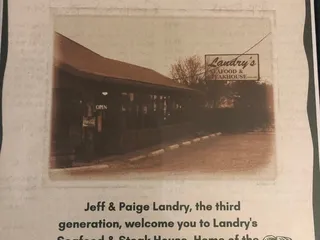 Landry's
SEAFOOD &
STEAKHOUSE
OPEN
Jeff & Paige Landry, the third
generation, welcome you to Landry's
Seafood & Steak House, Home of the